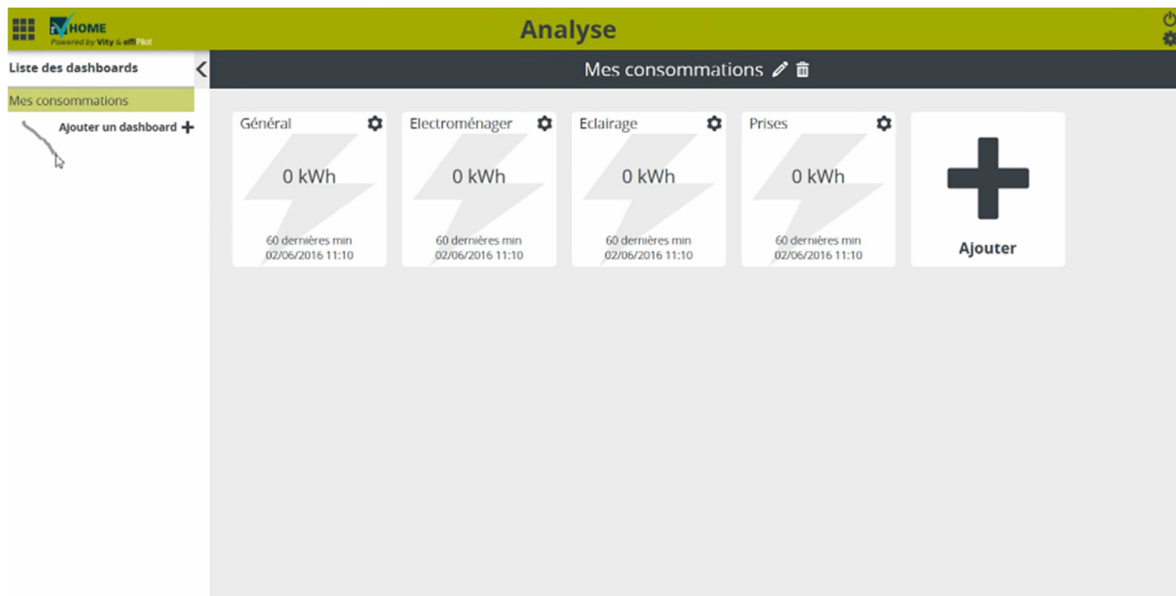 HOME
Powered by Vity & effiPilot
Analyse
Liste des dashboards
Mes consommations
Mes consommations
Ajouter un dashboard
Général
0 kWh
60 dernières min
02/06/2016 11:10
Electroménager
0 kWh
60 dernières min
02/06/2016 11:10
Eclairage
0 kWh
60 dernières min
02/06/2016 11:10
Prises
0 kWh
60 dernières min
02/06/2016 11:10
Ajouter